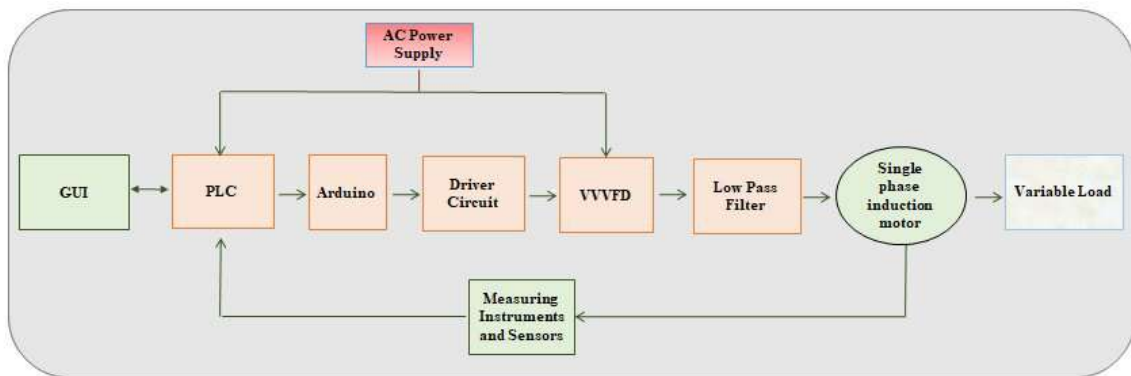 AC Power
Supply
GUI
PLC
Arduino
Driver
Circuit
VVVFD
Low Pass
Filter
Single
phase
induction
motor
Variable Load
Measuring
Instruments
and Sensors